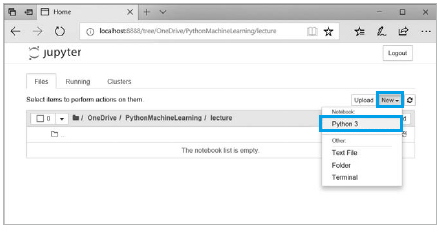 Home
localhost:8888/tree/OneDrive/PythonMachineLearning/lecture
jupyter
Logout
Files Running Clusters
Select items to perform actions on them.
Upload New
0 / OneDrive / PythonMachineLearning / lecture
Notebook:
Python 3
..
The notebook list is empty.
Other:
Text File
Folder
Terminal